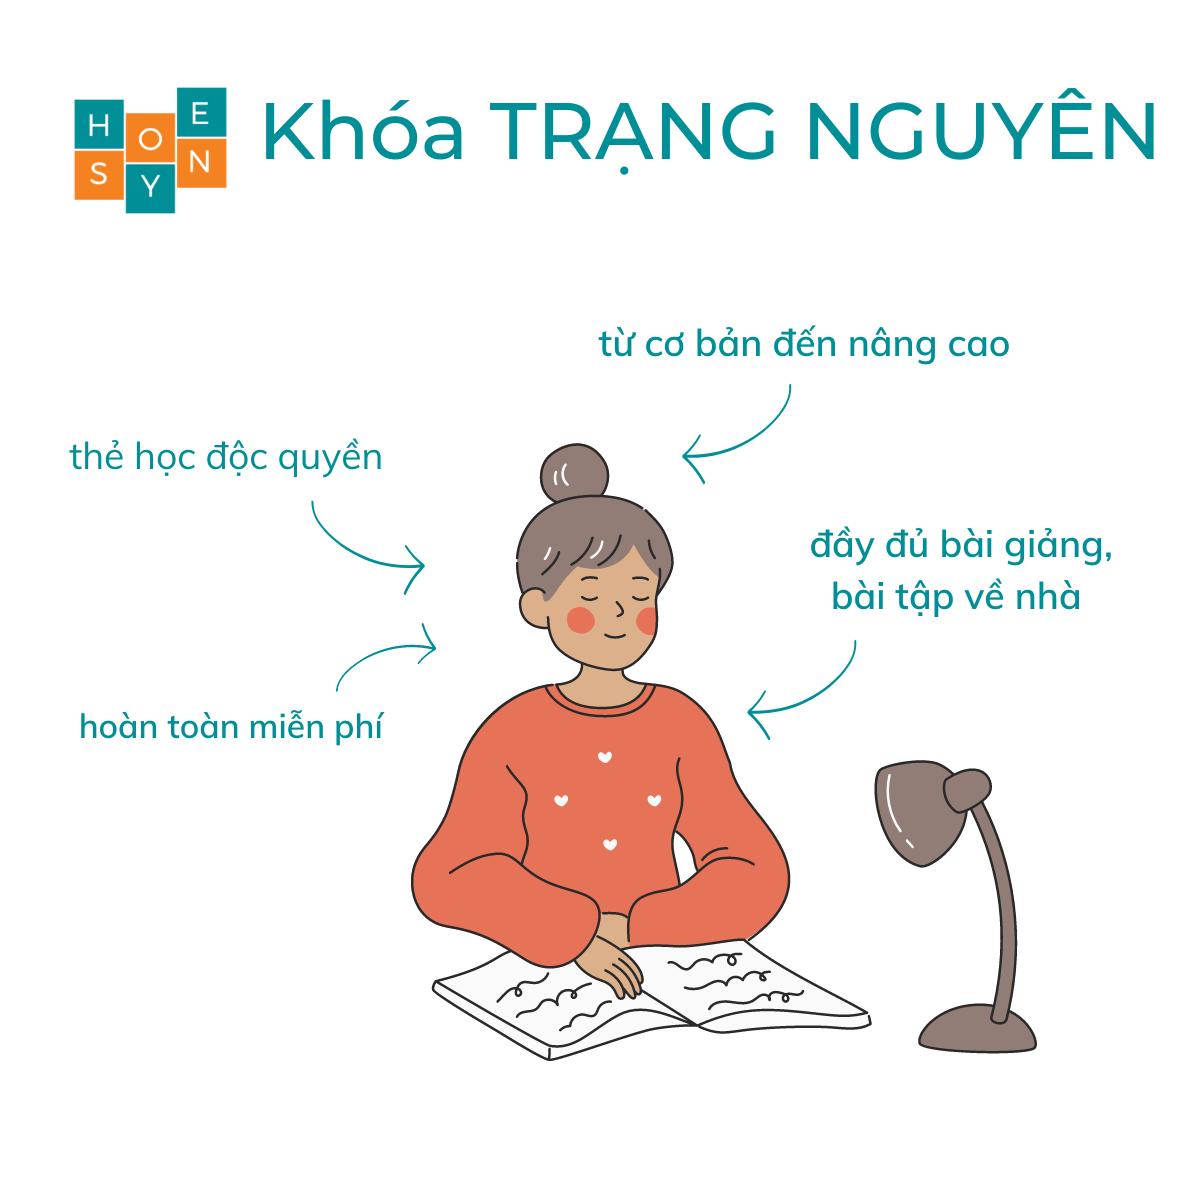 HOE
SYN
Khóa TRẠNG NGUYÊN
từ cơ bản đến nâng cao
thẻ học độc quyền
đầy đủ bài giảng,
bài tập về nhà
hoàn toàn miễn phí